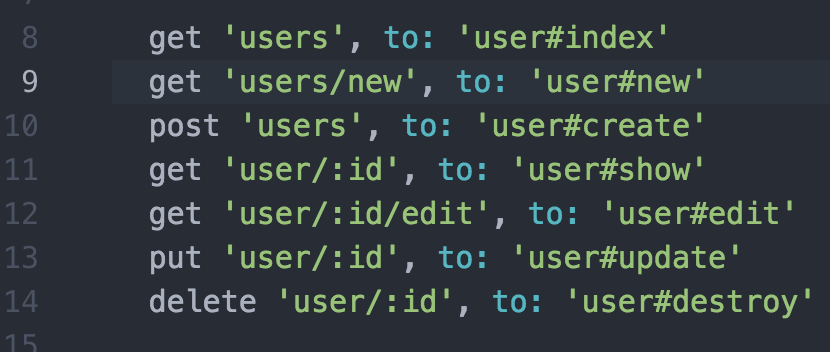 8 get 'users', to: 'user#index'
9 get 'users/new', to: 'user#new'
10 post 'users', to: 'user#create'
11 get 'user/:id', to: 'user#show'
12 get 'user/:id/edit', to: 'user#edit'
13 put 'user/:id', to: 'user#update'
14 delete 'user/:id', to: 'user#destroy'
15